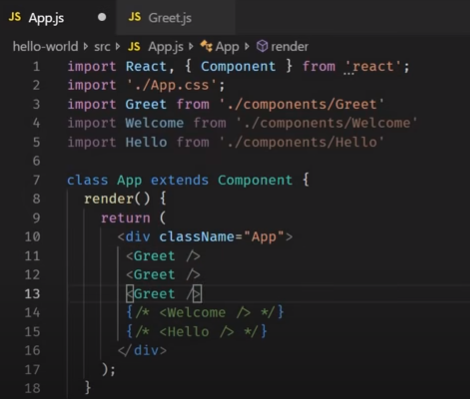 JS App.js ● JS Greet.js
hello-world > src > JS App.js > App > render
1 import React, { Component } from 'react';
2 import './App.css';
3 import Greet from './components/Greet'
4 import Welcome from './components/Welcome'
5 import Hello from './components/Hello'
6
7 class App extends Component {
8 render() {
9 return (
10 <div className="App">
11 <Greet />
12 <Greet />
13 <Greet />
14 {/* <Welcome /> */}
15 {/* <Hello /> */}
16 </div>
17 );
18 }